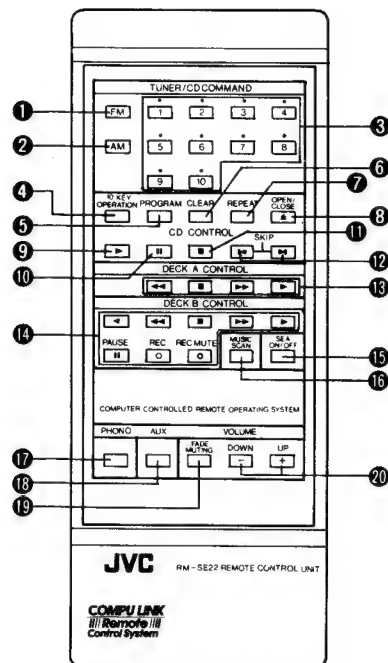 TUNER/CD COMMAND
1 FM 1 2 3 4 3
2 AM 5 6 7 8
9 10 6
7
4 10 KEY OPERATION PROGRAM CLEAR REPEAT OPEN/CLOSE 8
5 CD CONTROL 11
9 SKIP
10 12
DECK A CONTROL 13
DECK B CONTROL
14
PAUSE REC REC MUTE MUSIC SCAN SEA ON/OFF 15
16
COMPUTER CONTROLLED REMOTE OPERATING SYSTEM
PHONO AUX VOLUME
17 FADE MUTING DOWN UP
18 − +
19 20
JVC RM-SE22 REMOTE CONTROL UNIT
COMPU LINK
Remote
Control System